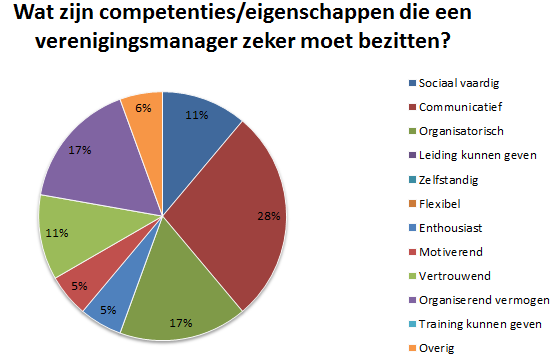 Wat zijn competenties/eigenschappen die een
verenigingsmanager zeker moet bezitten?
6%
11%
17%
28%
11%
5%
5%
17%
Sociaal vaardig
Communicatief
Organisatorisch
Leiding kunnen geven
Zelfstandig
Flexibel
Enthousiast
Motiverend
Vertrouwend
Organiserend vermogen
Training kunnen geven
Overig